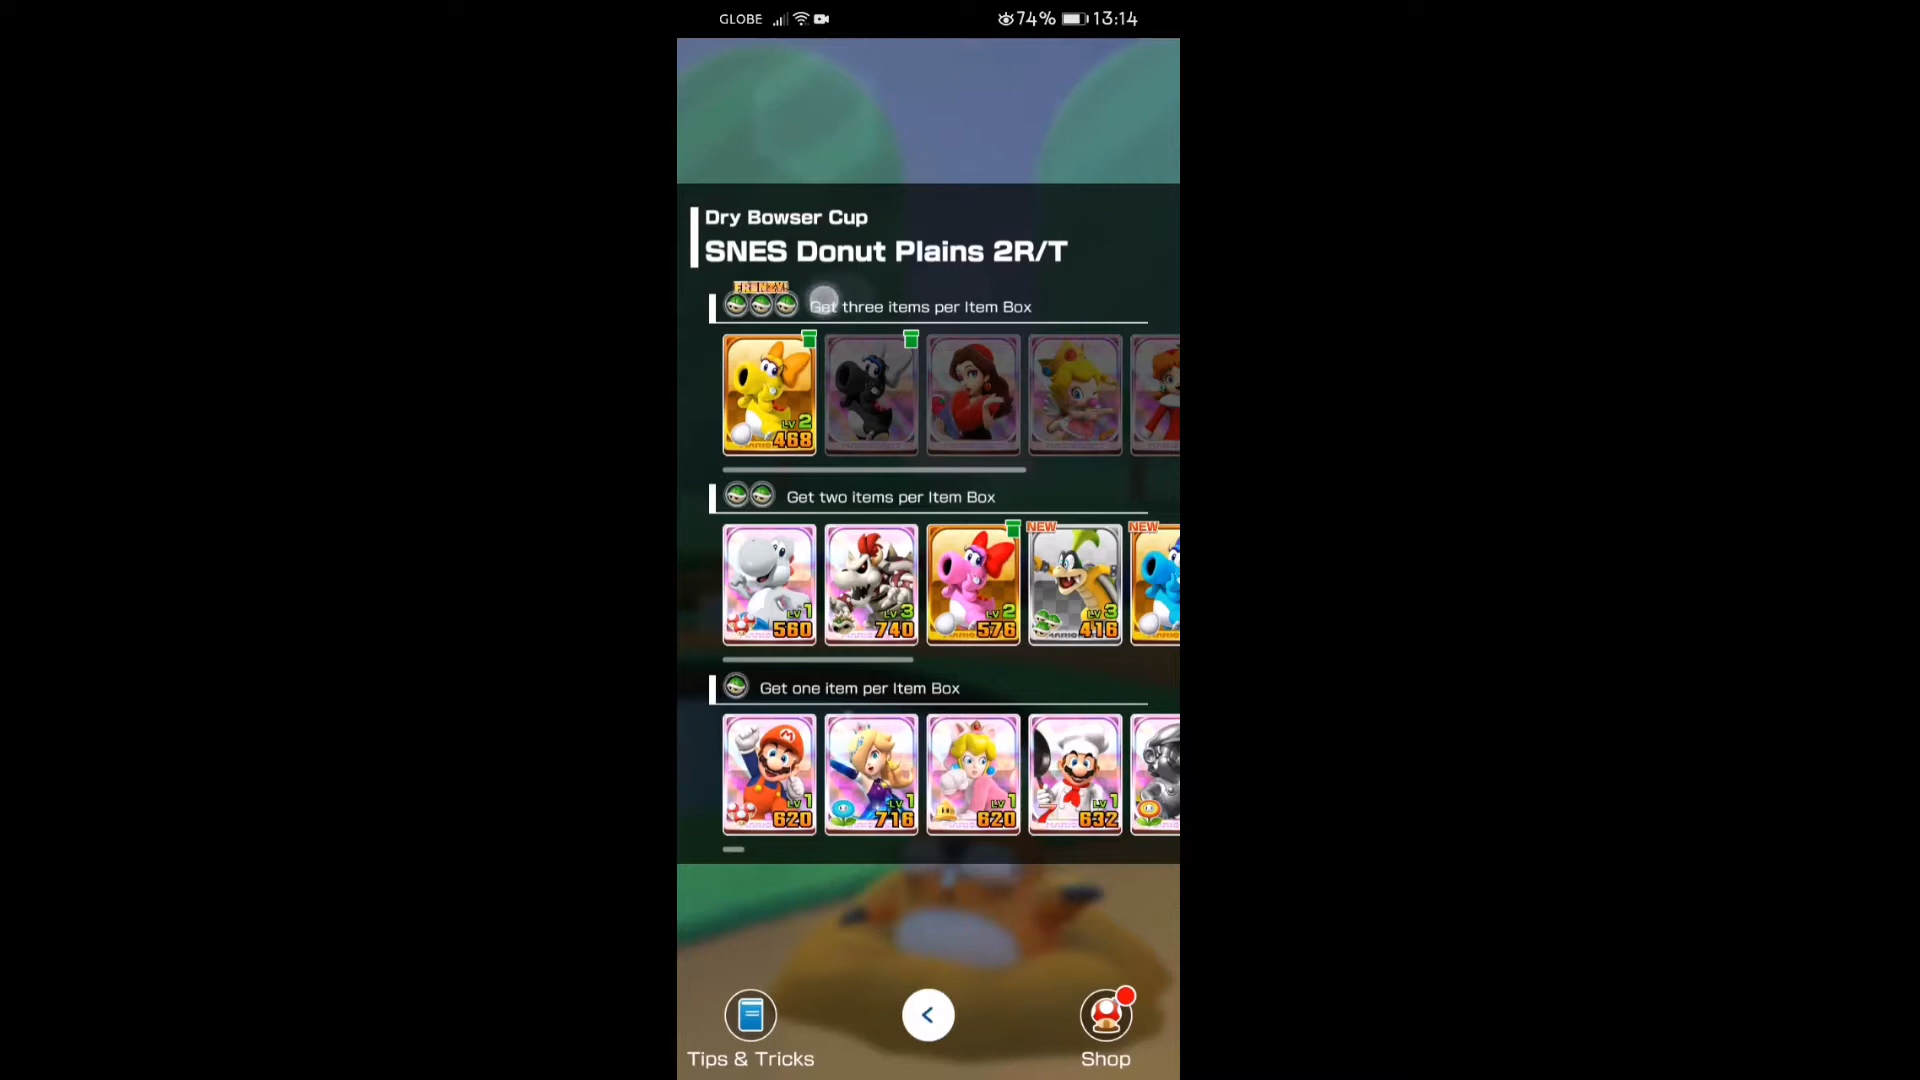 GLOBE 74% 13:14
Dry Bowser Cup
SNES Donut Plains 2R/T
FRENZY!
Get three items per Item Box
LV 2
468
Get two items per Item Box
NEW NEW
LV 1 LV 3 LV 2 LV 3
560 740 576 416
Get one item per Item Box
LV 1 LV 1 LV 1 LV 1
620 716 620 632
Tips & Tricks Shop